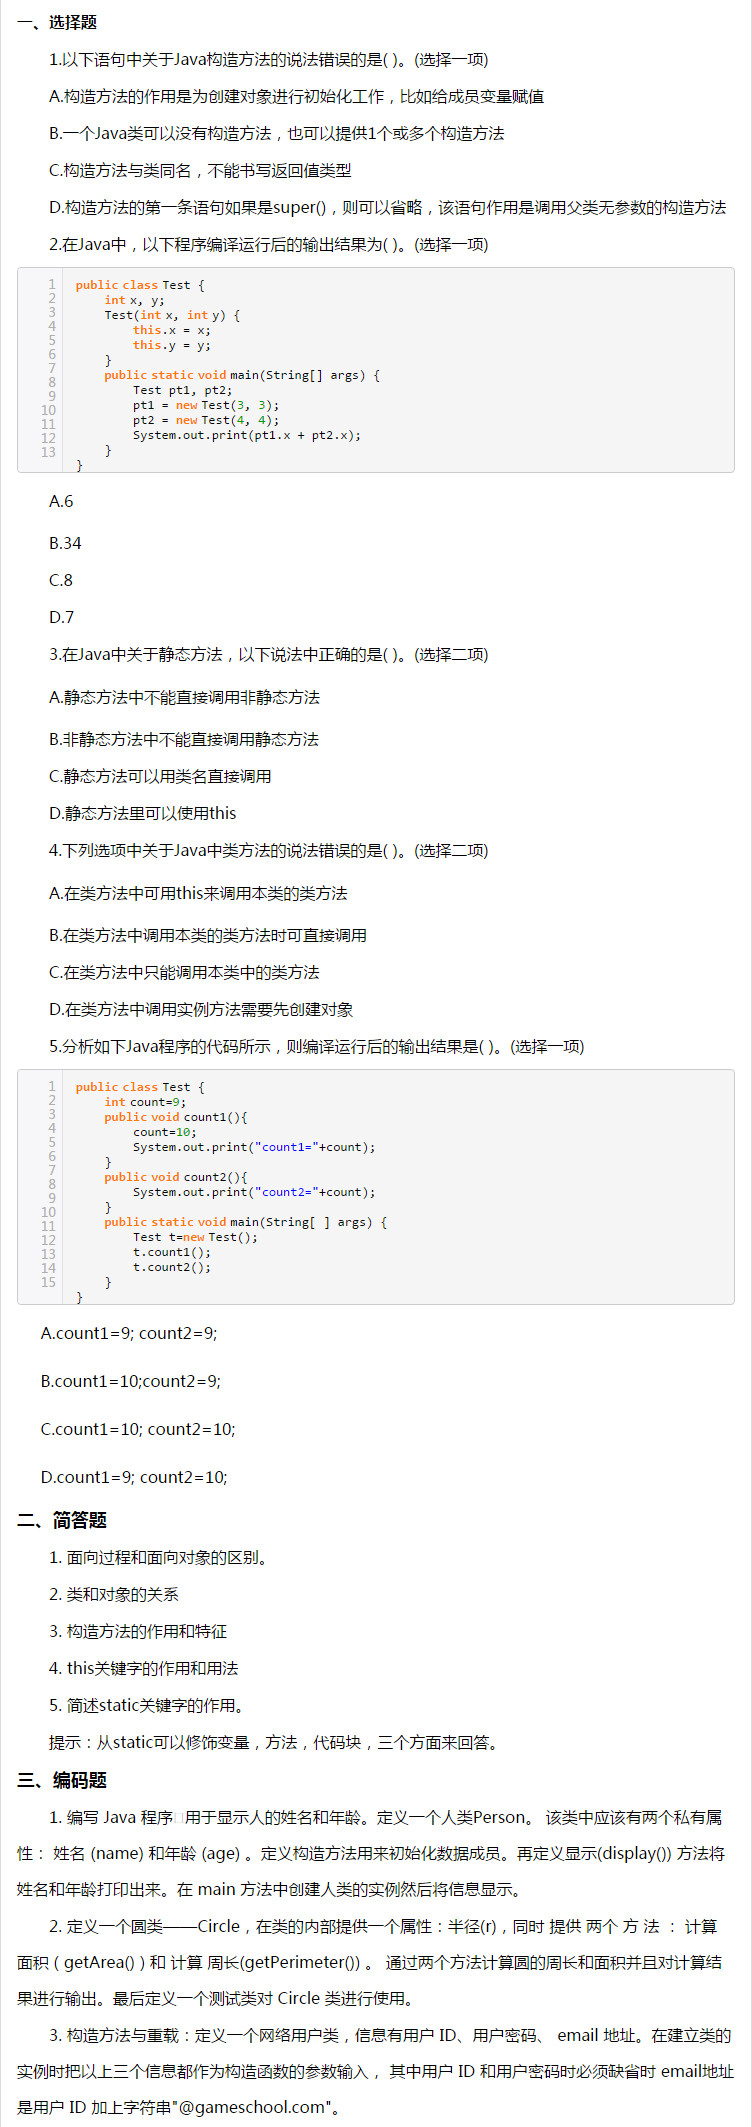 一、选择题
1.以下语句中关于Java构造方法的说法错误的是( )。(选择一项)
A.构造方法的作用是为创建对象进行初始化工作，比如给成员变量赋值
B.一个Java类可以没有构造方法，也可以提供1个或多个构造方法
C.构造方法与类同名，不能书写返回值类型
D.构造方法的第一条语句如果是super()，则可以省略，该语句作用是调用父类无参数的构造方法
2.在Java中，以下程序编译运行后的输出结果为( )。(选择一项)
1 public class Test {
2 int x, y;
3 Test(int x, int y) {
4 this.x = x;
5 this.y = y;
6 }
7 public static void main(String[] args) {
8 Test pt1, pt2;
9 pt1 = new Test(3, 3);
10 pt2 = new Test(4, 4);
11 System.out.print(pt1.x + pt2.x);
12 }
13 }
A.6
B.34
C.8
D.7
3.在Java中关于静态方法，以下说法中正确的是( )。(选择二项)
A.静态方法中不能直接调用非静态方法
B.非静态方法中不能直接调用静态方法
C.静态方法可以用类名直接调用
D.静态方法里可以使用this
4.下列选项中关于Java中类方法的说法错误的是( )。(选择二项)
A.在类方法中可用this来调用本类的类方法
B.在类方法中调用本类的类方法时可直接调用
C.在类方法中只能调用本类中的类方法
D.在类方法中调用实例方法需要先创建对象
5.分析如下Java程序的代码所示，则编译运行后的输出结果是( )。(选择一项)
1 public class Test {
2 int count=9;
3 public void count1(){
4 count=10;
5 System.out.print("count1="+count);
6 }
7 public void count2(){
8 System.out.print("count2="+count);
9 }
10 public static void main(String[ ] args) {
11 Test t=new Test();
12 t.count1();
13 t.count2();
14 }
15 }
A.count1=9; count2=9;
B.count1=10;count2=9;
C.count1=10; count2=10;
D.count1=9; count2=10;
二、简答题
1. 面向过程和面向对象的区别。
2. 类和对象的关系
3. 构造方法的作用和特征
4. this关键字的作用和用法
5. 简述static关键字的作用。
提示：从static可以修饰变量，方法，代码块，三个方面来回答。
三、编码题
1. 编写 Java 程序用于显示人的姓名和年龄。定义一个人类Person。 该类中应该有两个私有属
性： 姓名 (name) 和年龄 (age) 。定义构造方法用来初始化数据成员。再定义显示(display()) 方法将
姓名和年龄打印出来。在 main 方法中创建人类的实例然后将信息显示。
2. 定义一个圆类——Circle，在类的内部提供一个属性：半径(r)，同时 提供 两个 方 法 ： 计算
面积 ( getArea() ) 和 计算 周长(getPerimeter()) 。 通过两个方法计算圆的周长和面积并且对计算结
果进行输出。最后定义一个测试类对 Circle 类进行使用。
3. 构造方法与重载：定义一个网络用户类，信息有用户 ID、用户密码、 email 地址。在建立类的
实例时把以上三个信息都作为构造函数的参数输入， 其中用户 ID 和用户密码时必须缺省时 email地址
是用户 ID 加上字符串"@gameschool.com"。